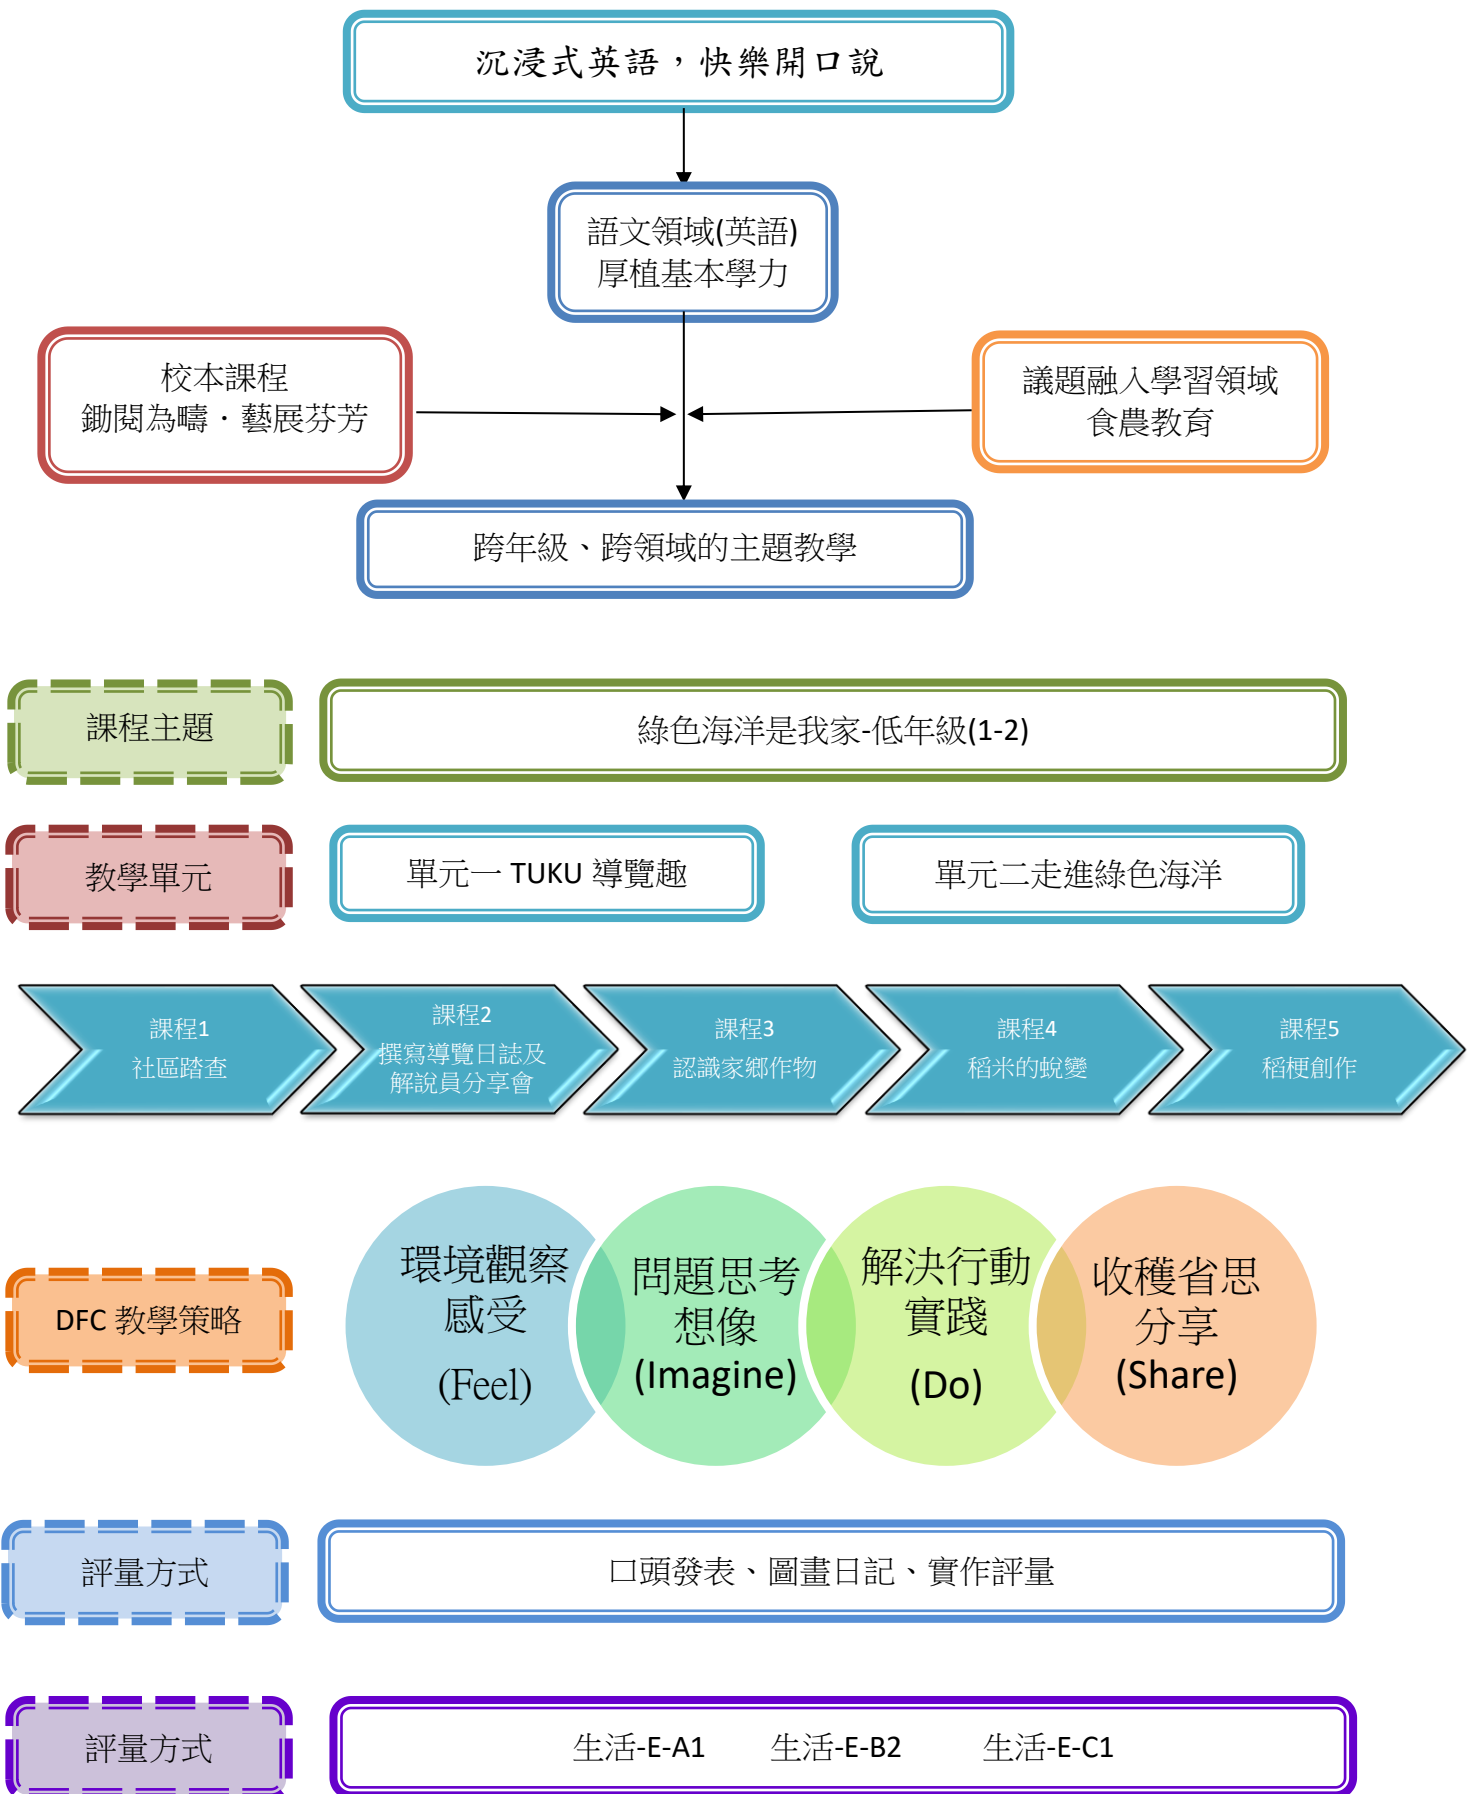 沉浸式英語，快樂開口說
語文領域(英語)
厚植基本學力
校本課程
鋤閱為疇．藝展芬芳
議題融入學習領域
食農教育
跨年級、跨領域的主題教學
課程主題
綠色海洋是我家-低年級(1-2)
教學單元
單元一 TUKU 導覽趣
單元二走進綠色海洋
課程1
社區踏查
課程2
撰寫導覽日誌及
解說員分享會
課程3
認識家鄉作物
課程4
稻米的蛻變
課程5
稻梗創作
DFC 教學策略
環境觀察
感受
(Feel)
問題思考
想像
(Imagine)
解決行動
實踐
(Do)
收穫省思
分享
(Share)
評量方式
口頭發表、圖畫日記、實作評量
評量方式
生活-E-A1 生活-E-B2 生活-E-C1